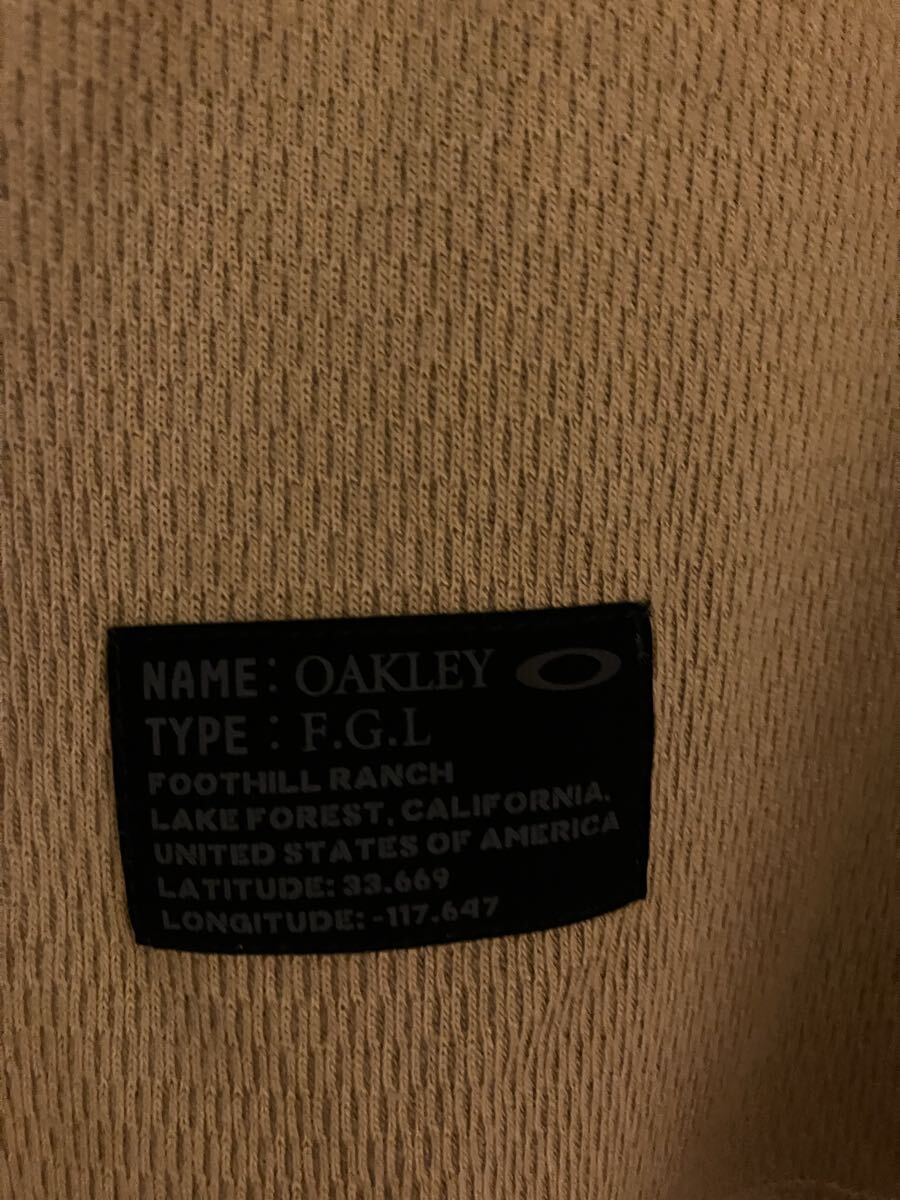 NAME: OAKLEY
TYPE : F.G.L
FOOTHILL RANCH
LAKE FOREST, CALIFORNIA,
UNITED STATES OF AMERICA
LATITUDE: 33.669
LONGITUDE: -117.647